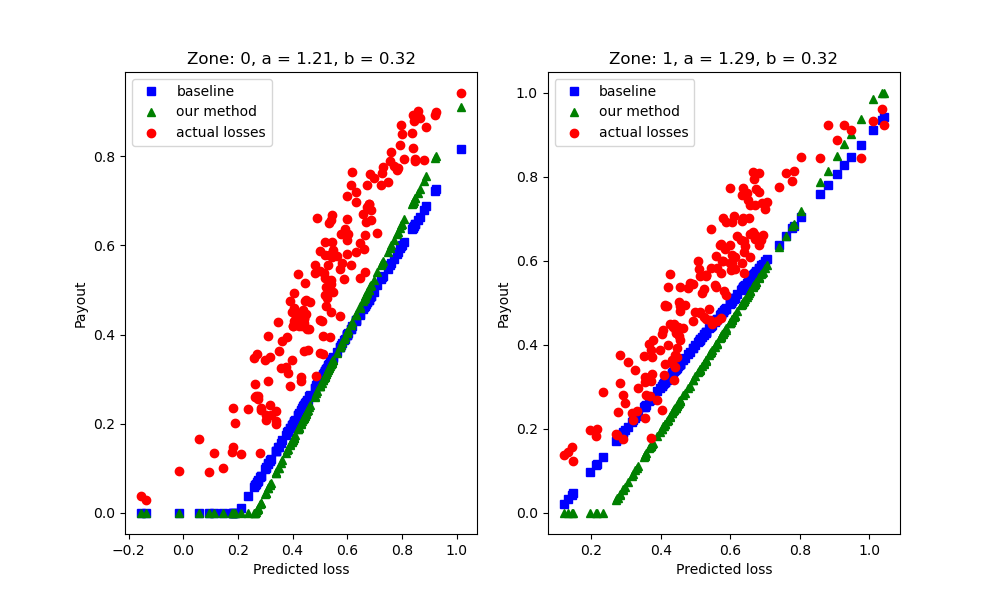 Zone: 0, a = 1.21, b = 0.32
baseline
our method
actual losses
Payout
0.8
0.6
0.4
0.2
0.0
−0.2 0.0 0.2 0.4 0.6 0.8 1.0
Predicted loss
Zone: 1, a = 1.29, b = 0.32
baseline
our method
actual losses
Payout
1.0
0.8
0.6
0.4
0.2
0.0
0.2 0.4 0.6 0.8 1.0
Predicted loss